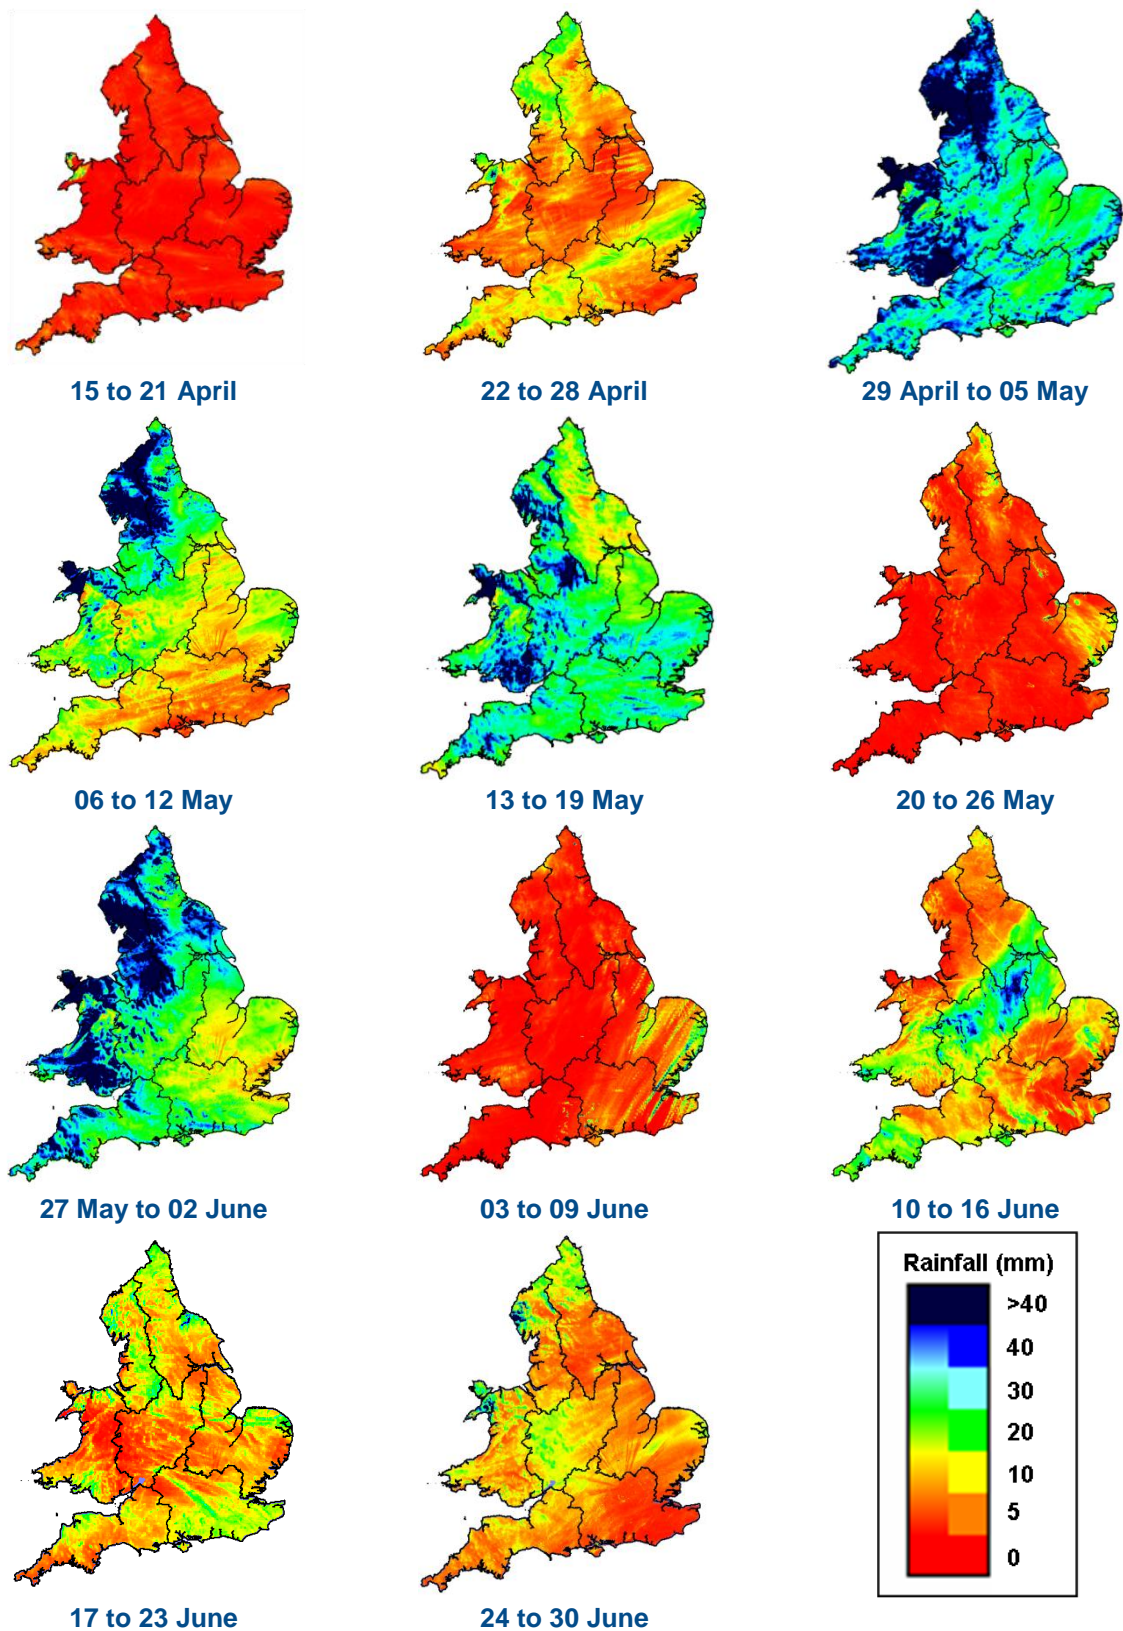 15 to 21 April
22 to 28 April
29 April to 05 May
06 to 12 May
13 to 19 May
20 to 26 May
27 May to 02 June
03 to 09 June
10 to 16 June
Rainfall (mm)
>40
40
30
20
10
5
0
17 to 23 June
24 to 30 June